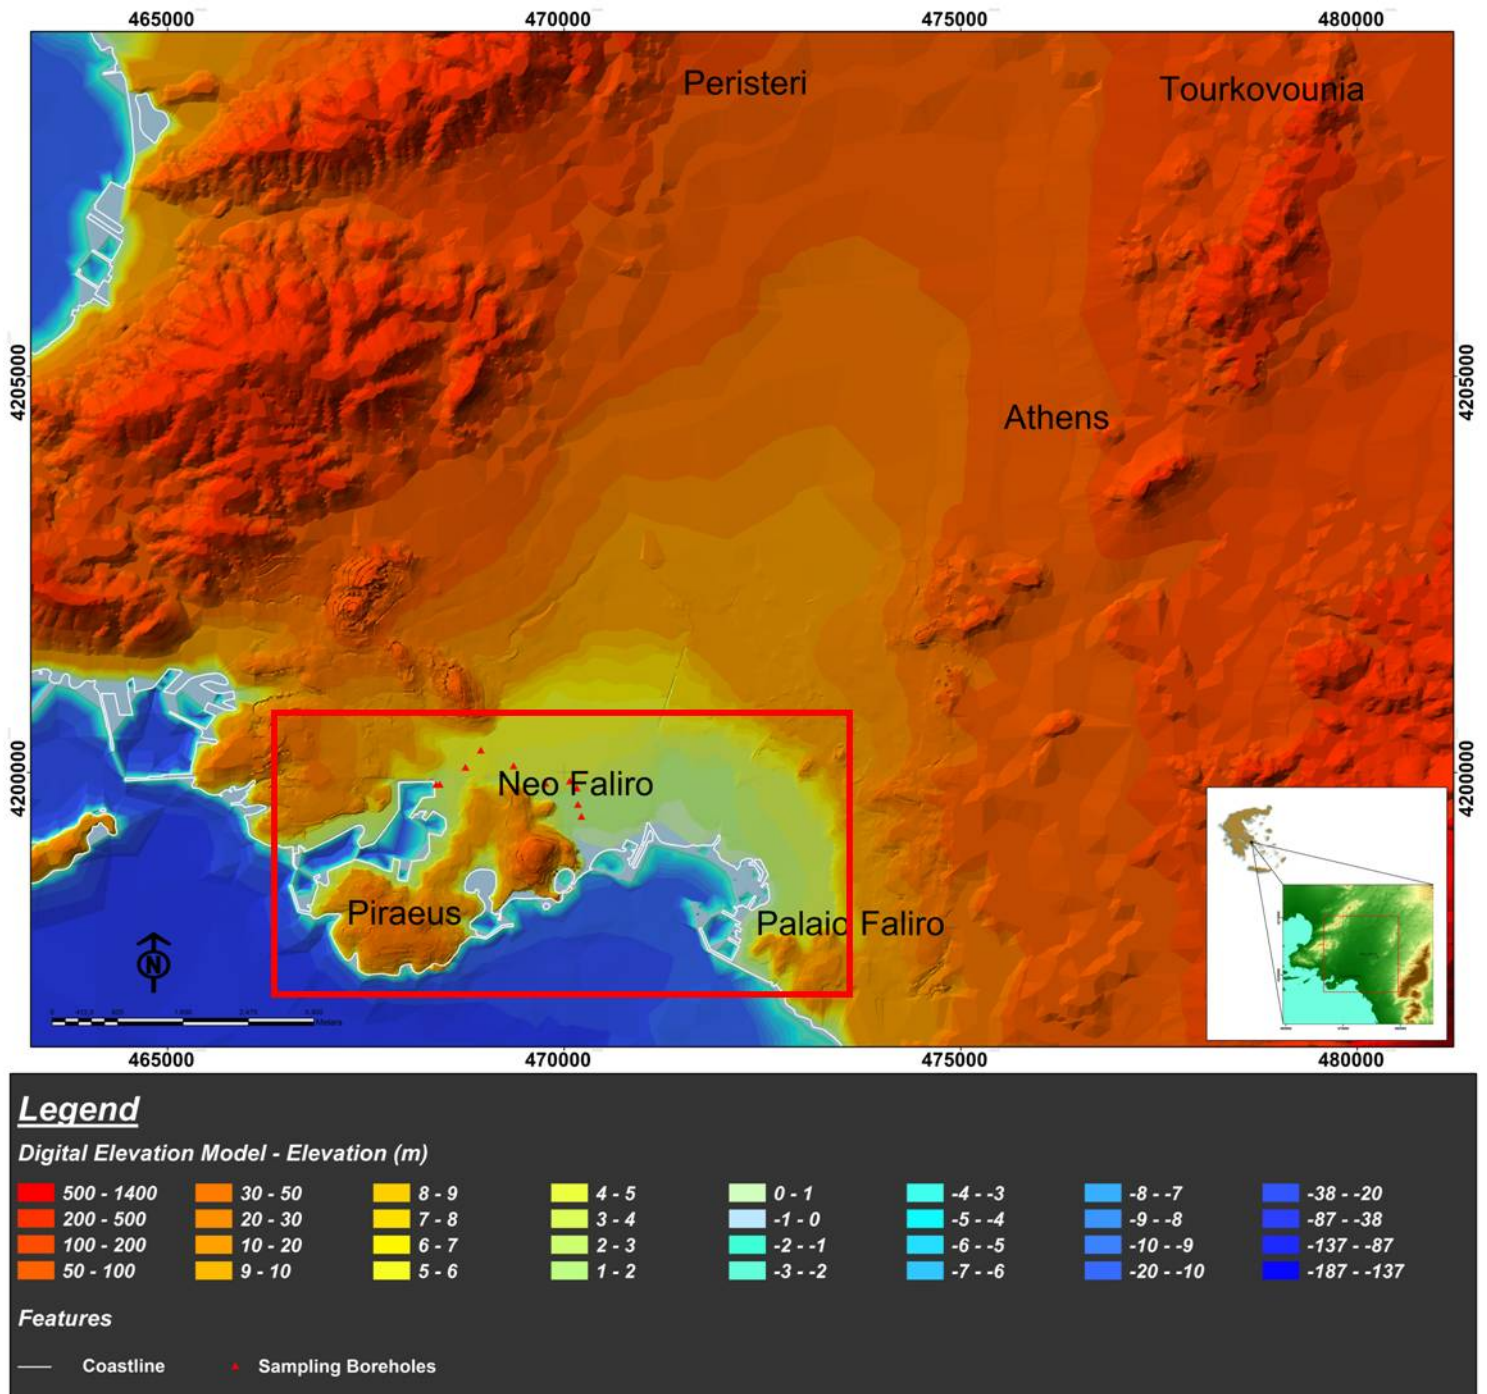 465000 470000 475000 480000
Peristeri
Tourkovounia
4205000 4205000
Athens
4200000 4200000
Neo Faliro
Piraeus
Palaio Faliro
N
Meters
465000 470000 475000 480000
Legend
Digital Elevation Model - Elevation (m)
500 - 1400 30 - 50 8 - 9 4 - 5 0 - 1 -4 - -3 -8 - -7 -38 - -20
200 - 500 20 - 30 7 - 8 3 - 4 -1 - 0 -5 - -4 -9 - -8 -87 - -38
100 - 200 10 - 20 6 - 7 2 - 3 -2 - -1 -6 - -5 -10 - -9 -137 - -87
50 - 100 9 - 10 5 - 6 1 - 2 -3 - -2 -7 - -6 -20 - -10 -187 - -137
Features
Coastline Sampling Boreholes